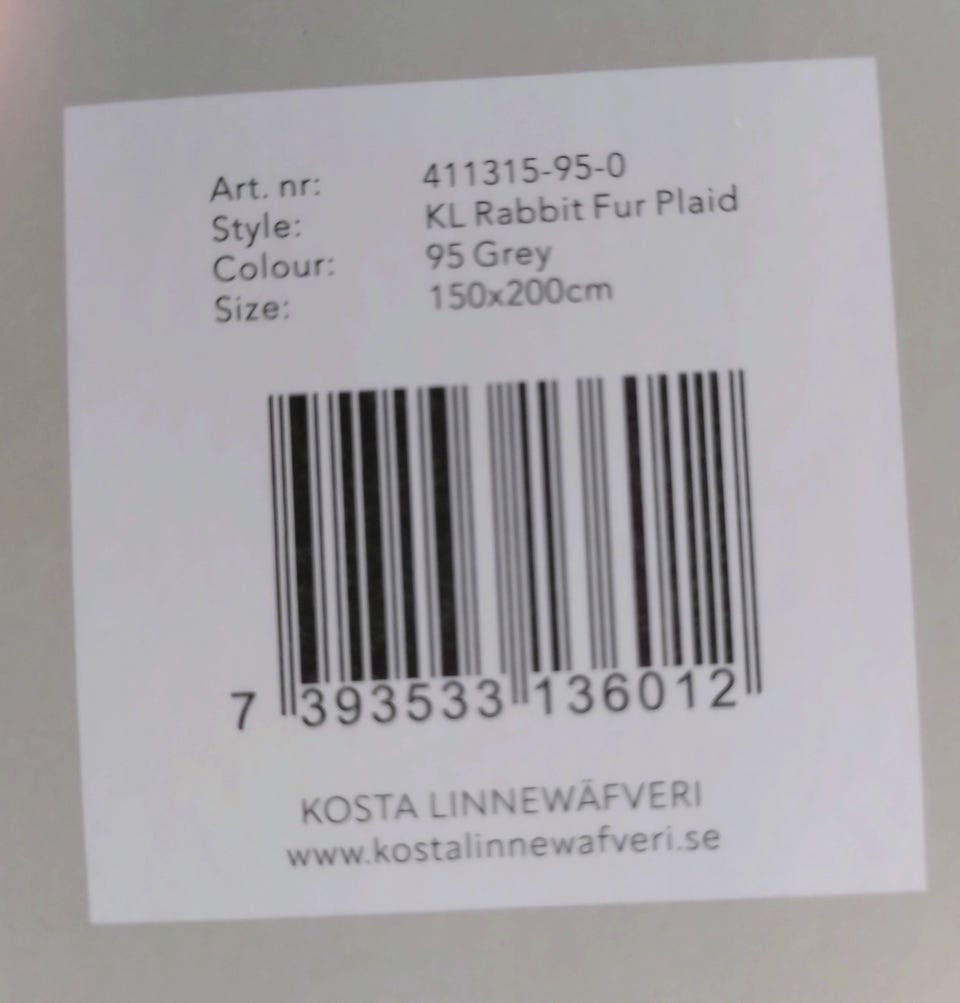 Art. nr: 411315-95-0
Style: KL Rabbit Fur Plaid
Colour: 95 Grey
Size: 150x200cm
7 393533 136012
KOSTA LINNEWÄFVERI
www.kostalinnewafveri.se